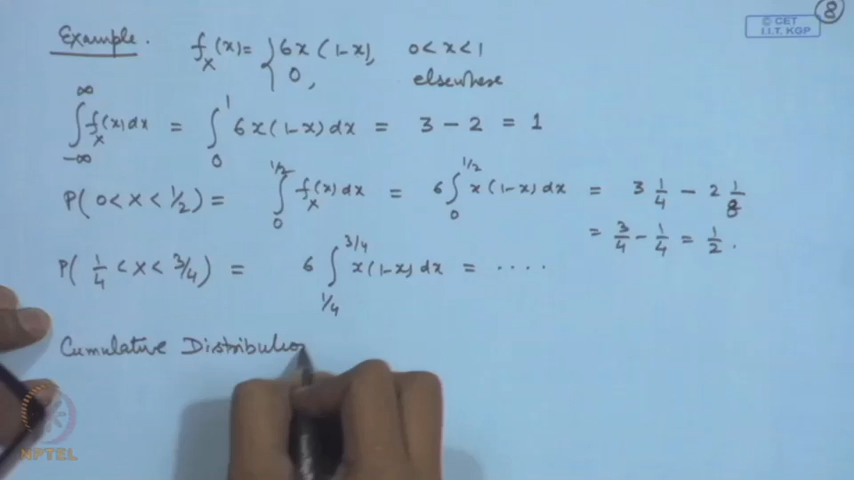 8
© CET
I.I.T. KGP
Example. f_X(x) = { 6x(1-x), 0 < x < 1
0, elsewhere
∫_{-∞}^{∞} f_X(x) dx = ∫_0^1 6x(1-x) dx = 3 - 2 = 1
P(0 < X < 1/2) = ∫_0^{1/2} f_X(x) dx = 6 ∫_0^{1/2} x(1-x) dx = 3 1/4 - 2 1/8
= 3/4 - 1/4 = 1/2.
P(1/4 < X < 3/4) = 6 ∫_{1/4}^{3/4} x(1-x) dx = ....
Cumulative Distributio
NPTEL